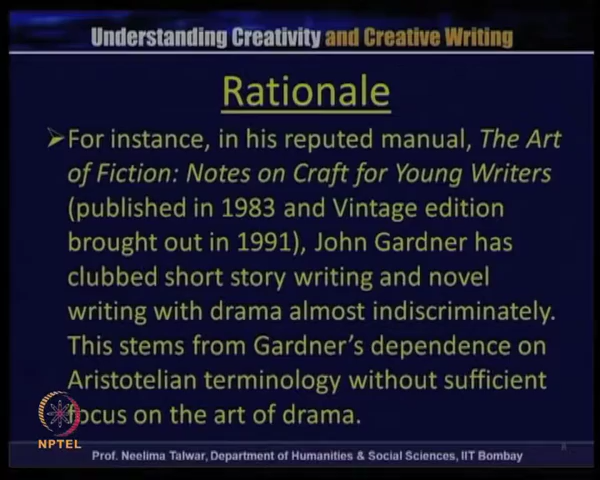 Understanding Creativity and Creative Writing
Rationale
For instance, in his reputed manual, The Art
of Fiction: Notes on Craft for Young Writers
(published in 1983 and Vintage edition
brought out in 1991), John Gardner has
clubbed short story writing and novel
writing with drama almost indiscriminately.
This stems from Gardner's dependence on
Aristotelian terminology without sufficient
focus on the art of drama.
NPTEL
Prof. Neelima Talwar, Department of Humanities & Social Sciences, IIT Bombay